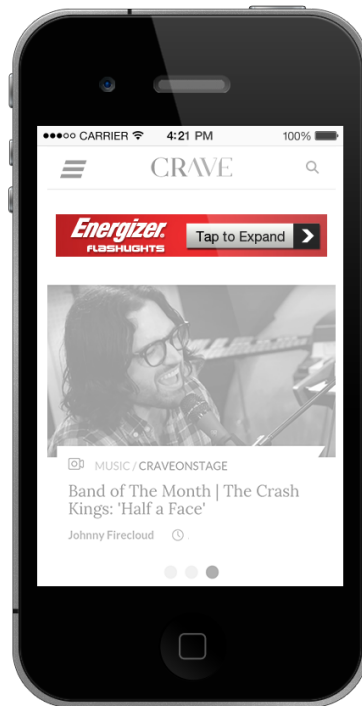 CARRIER 4:21 PM 100%
CRAVE
Energizer.
FLASHLIGHTS
Tap to Expand
MUSIC / CRAVEONSTAGE
Band of The Month | The Crash
Kings: 'Half a Face'
Johnny Firecloud